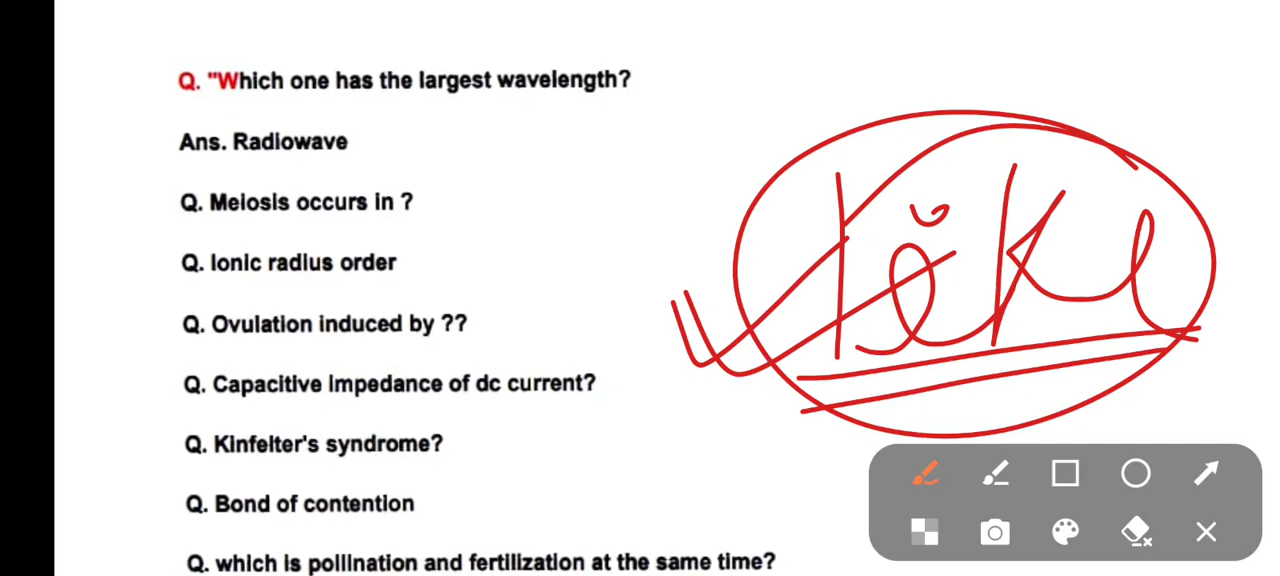 Q. "Which one has the largest wavelength?
Ans. Radiowave
Q. Meiosis occurs in ?
Q. Ionic radius order
Q. Ovulation induced by ??
Q. Capacitive impedance of dc current?
Q. Kinfelter's syndrome?
Q. Bond of contention
Q. which is pollination and fertilization at the same time?